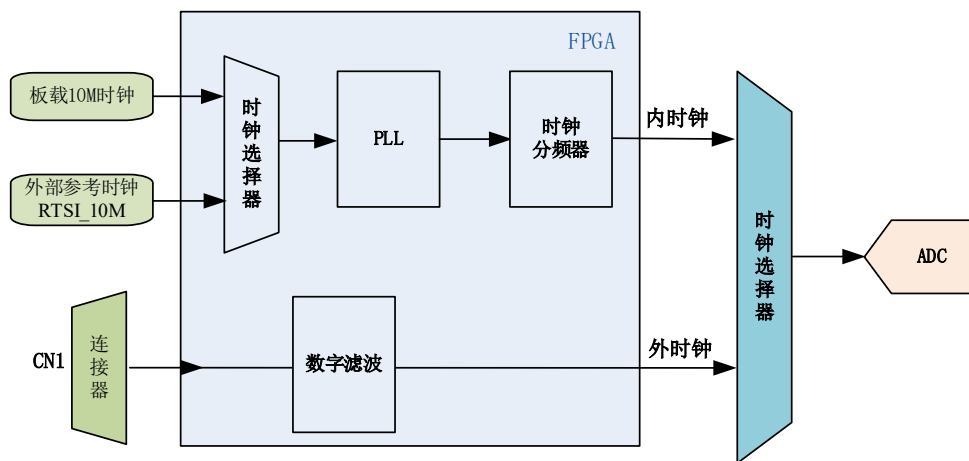 FPGA
板载10M时钟
外部参考时钟
RTSI_10M
时钟选择器
PLL
时钟
分频器
内时钟
时钟选择器
ADC
CN1
连接器
数字滤波
外时钟